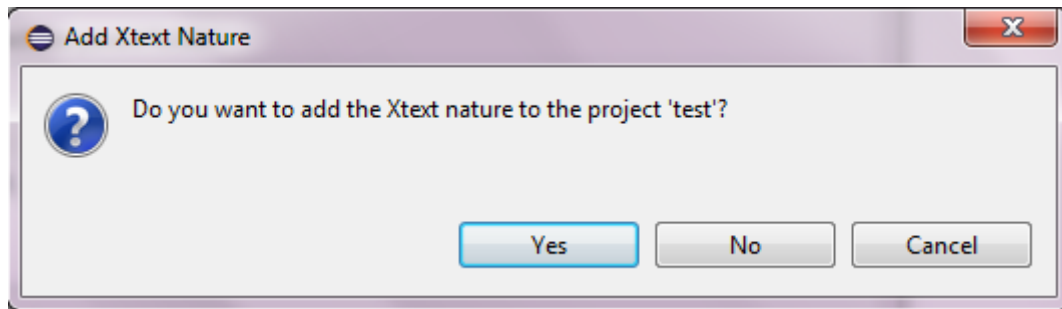 Add Xtext Nature
Do you want to add the Xtext nature to the project 'test'?
Yes
No
Cancel